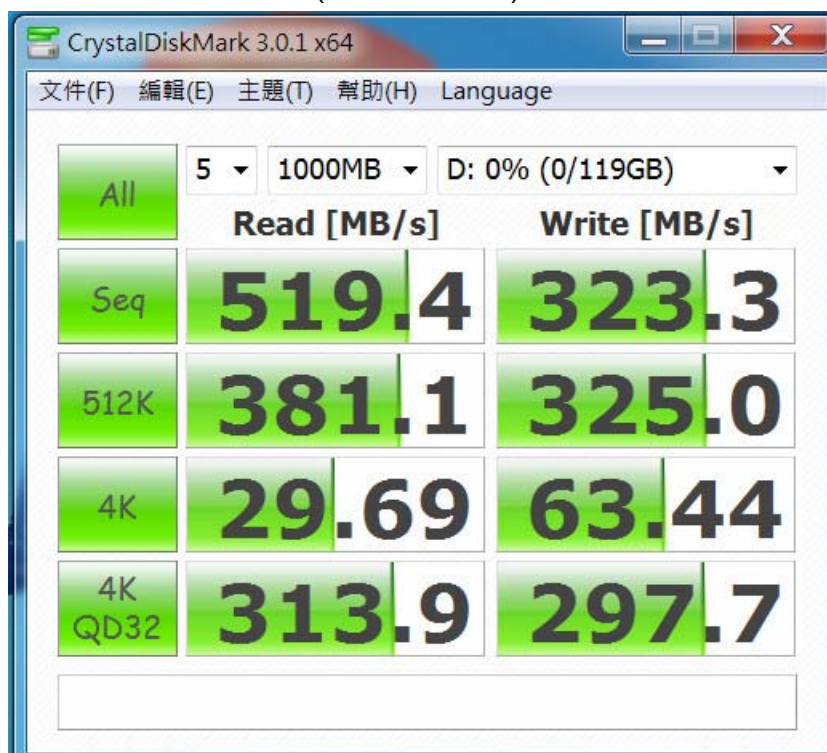 CrystalDiskMark 3.0.1 x64
文件(F) 編輯(E) 主題(T) 幫助(H) Language
All 5 1000MB D: 0% (0/119GB)
Read [MB/s] Write [MB/s]
Seq 519.4 323.3
512K 381.1 325.0
4K 29.69 63.44
4K QD32 313.9 297.7